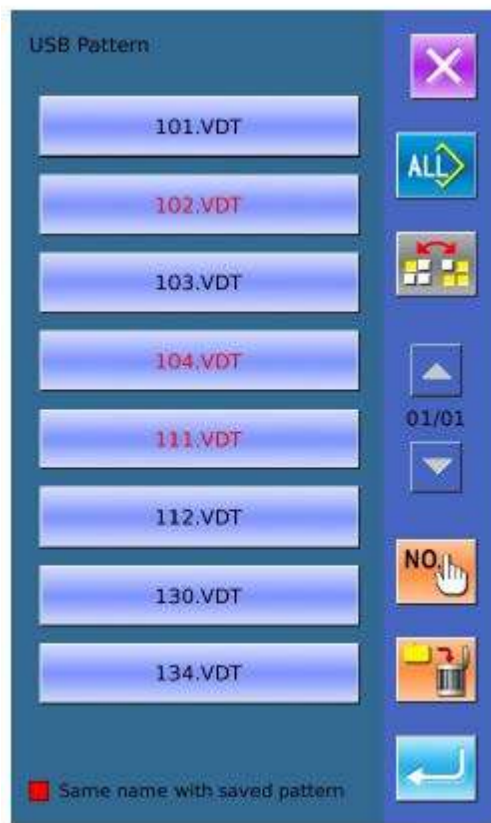 USB Pattern
101.VDT
ALL
102.VDT
103.VDT
104.VDT
01/01
111.VDT
112.VDT
NO.
130.VDT
134.VDT
Same name with saved pattern